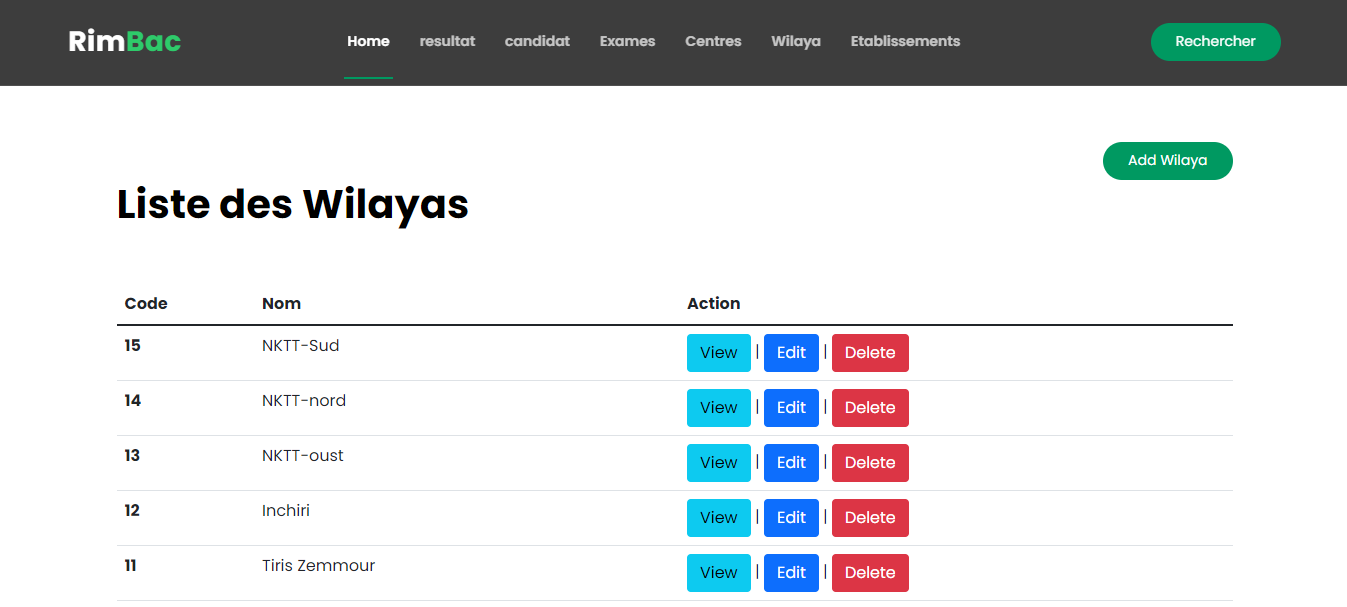 RimBac Home resultat candidat Exames Centres Wilaya Etablissements Rechercher
Add Wilaya
Liste des Wilayas
Code Nom Action
15 NKTT-Sud View | Edit | Delete
14 NKTT-nord View | Edit | Delete
13 NKTT-oust View | Edit | Delete
12 Inchiri View | Edit | Delete
11 Tiris Zemmour View | Edit | Delete